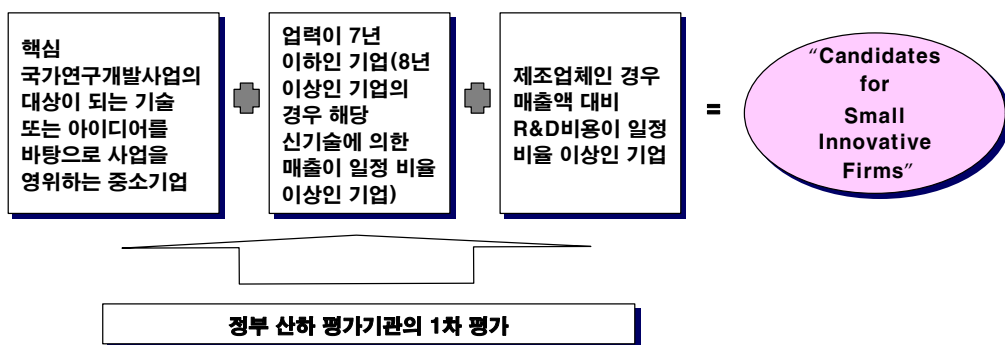 핵심
국가연구개발사업의
대상이 되는 기술
또는 아이디어를
바탕으로 사업을
영위하는 중소기업
업력이 7년
이하인 기업(8년
이상인 기업의
경우 해당
신기술에 의한
매출이 일정 비율
이상인 기업)
제조업체인 경우
매출액 대비
R&D비용이 일정
비율 이상인 기업
=
“Candidates
for
Small
Innovative
Firms”
정부 산하 평가기관의 1차 평가